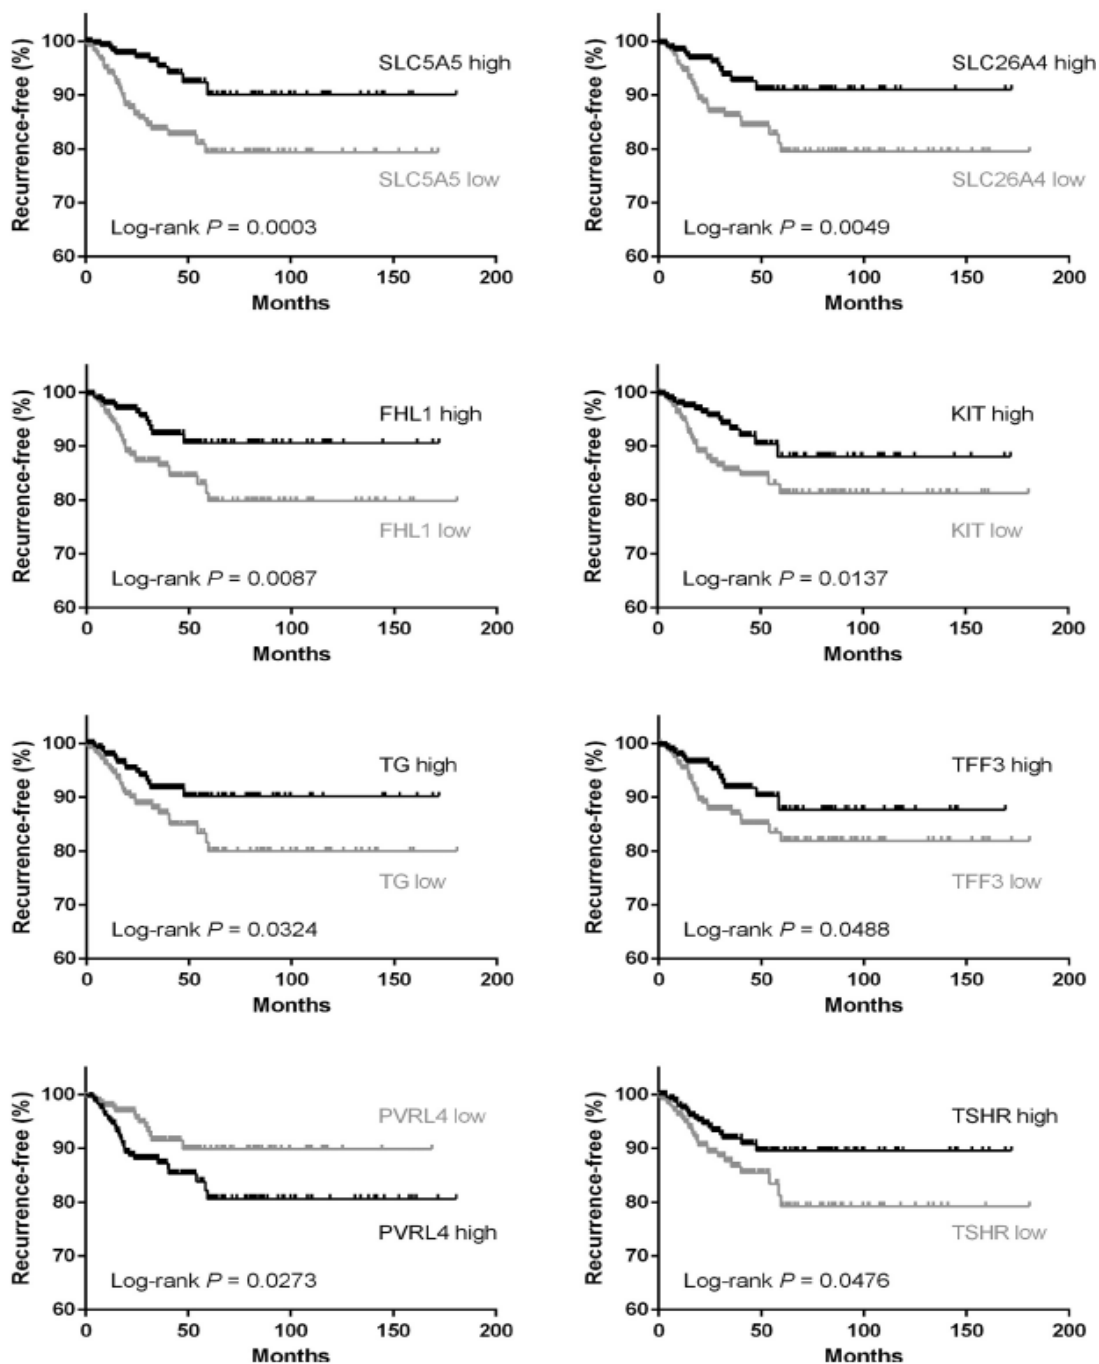 Recurrence-free (%)
100
90
80
70
60
SLC5A5 high
SLC5A5 low
Log-rank P = 0.0003
0 50 100 150 200
Months
Recurrence-free (%)
100
90
80
70
60
SLC26A4 high
SLC26A4 low
Log-rank P = 0.0049
0 50 100 150 200
Months
Recurrence-free (%)
100
90
80
70
60
FHL1 high
FHL1 low
Log-rank P = 0.0087
0 50 100 150 200
Months
Recurrence-free (%)
100
90
80
70
60
KIT high
KIT low
Log-rank P = 0.0137
0 50 100 150 200
Months
Recurrence-free (%)
100
90
80
70
60
TG high
TG low
Log-rank P = 0.0324
0 50 100 150 200
Months
Recurrence-free (%)
100
90
80
70
60
TFF3 high
TFF3 low
Log-rank P = 0.0488
0 50 100 150 200
Months
Recurrence-free (%)
100
90
80
70
60
PVRL4 low
PVRL4 high
Log-rank P = 0.0273
0 50 100 150 200
Months
Recurrence-free (%)
100
90
80
70
60
TSHR high
TSHR low
Log-rank P = 0.0476
0 50 100 150 200
Months